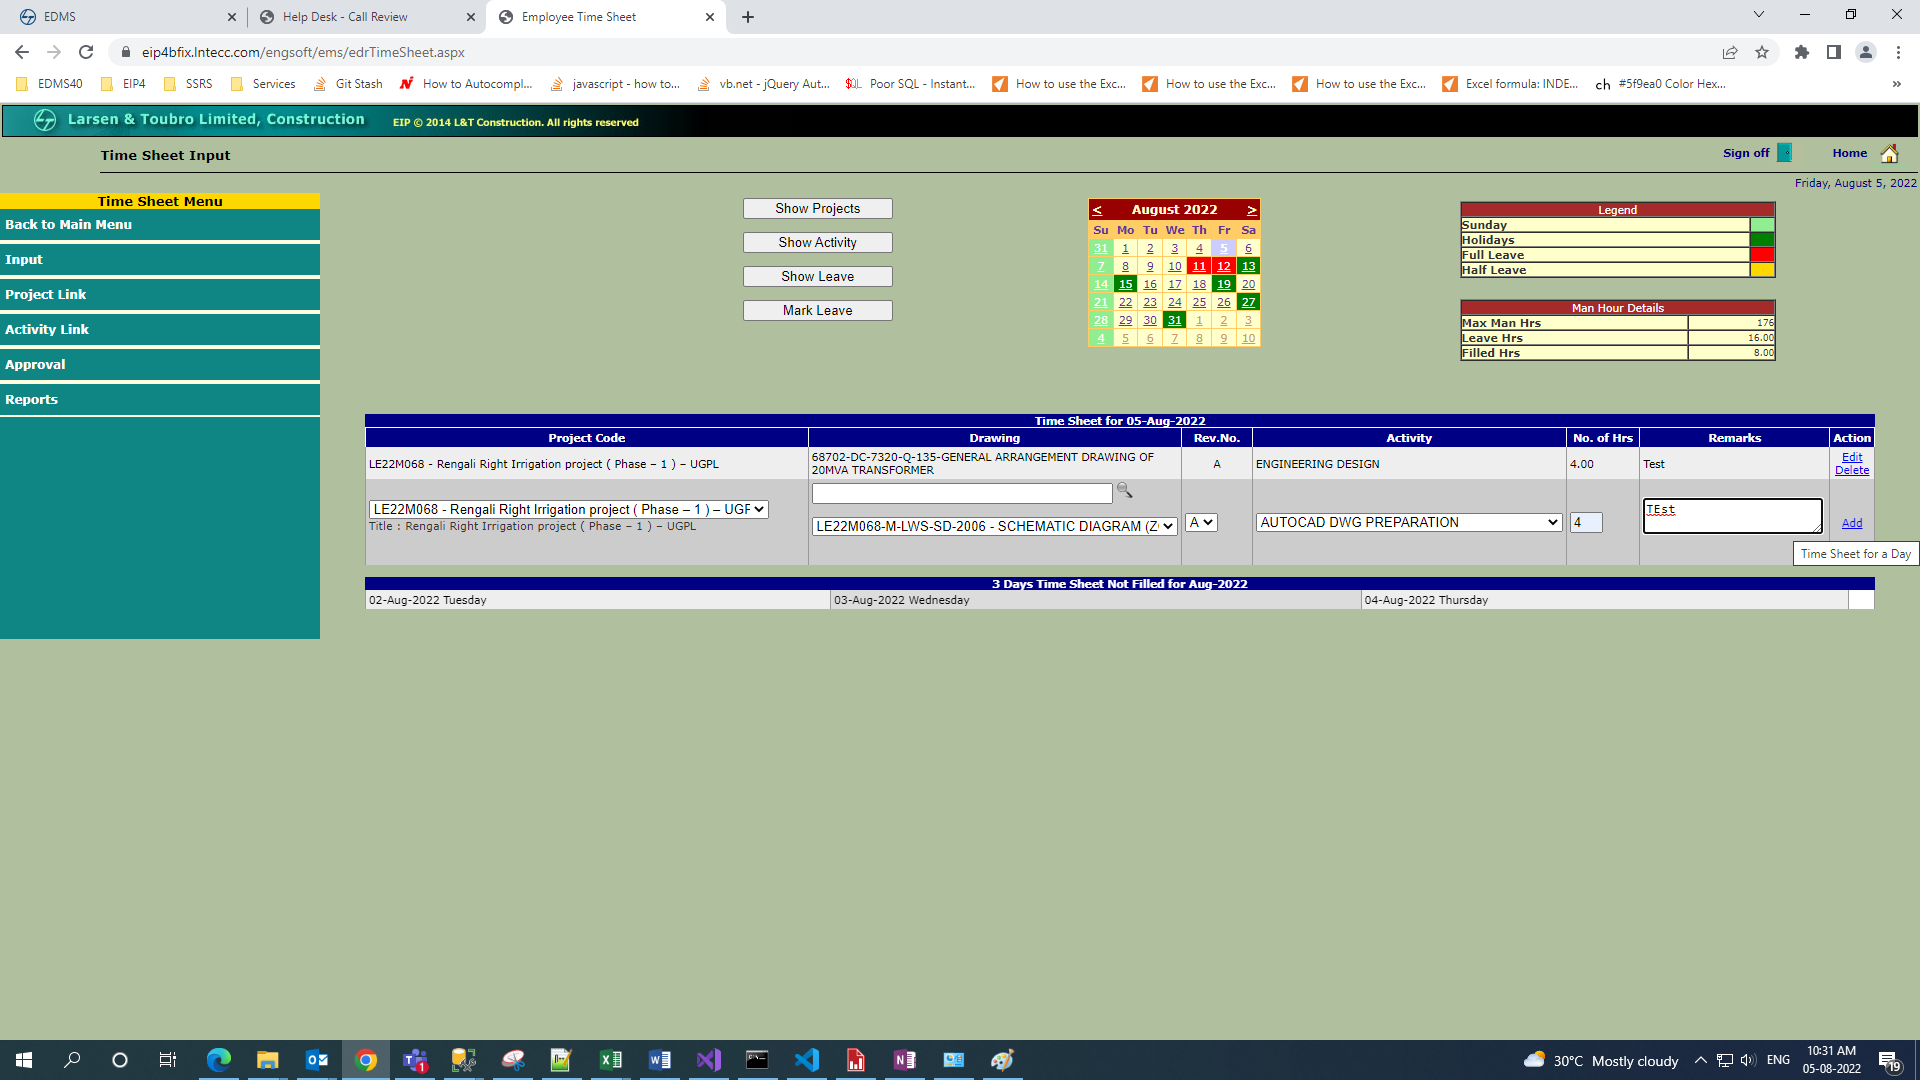 EDMS
Help Desk - Call Review
Employee Time Sheet
eip4bfix.lntecc.com/engsoft/ems/edrTimeSheet.aspx
EDMS40
EIP4
SSRS
Services
Git Stash
How to Autocompl...
javascript - how to...
vb.net - jQuery Aut...
Poor SQL - Instant...
How to use the Exc...
How to use the Exc...
How to use the Exc...
Excel formula: INDE...
ch #5f9ea0 Color Hex...
Larsen & Toubro Limited, Construction
EIP © 2014 L&T Construction. All rights reserved
Time Sheet Input
Sign off
Home
Friday, August 5, 2022
Time Sheet Menu
Back to Main Menu
Input
Project Link
Activity Link
Approval
Reports
Show Projects
Show Activity
Show Leave
Mark Leave
< August 2022 >
Su Mo Tu We Th Fr Sa
31 1 2 3 4 5 6
7 8 9 10 11 12 13
14 15 16 17 18 19 20
21 22 23 24 25 26 27
28 29 30 31 1 2 3
4 5 6 7 8 9 10
Legend
Sunday
Holidays
Full Leave
Half Leave
Man Hour Details
Max Man Hrs 176
Leave Hrs 16.00
Filled Hrs 8.00
Time Sheet for 05-Aug-2022
Project Code Drawing Rev.No. Activity No. of Hrs Remarks Action
LE22M068 - Rengali Right Irrigation project ( Phase – 1 ) – UGPL
68702-DC-7320-Q-135-GENERAL ARRANGEMENT DRAWING OF
20MVA TRANSFORMER
A
ENGINEERING DESIGN
4.00
Test
Edit
Delete
LE22M068 - Rengali Right Irrigation project ( Phase – 1 ) – UGF
Title : Rengali Right Irrigation project ( Phase – 1 ) – UGPL
LE22M068-M-LWS-SD-2006 - SCHEMATIC DIAGRAM (Z
A
AUTOCAD DWG PREPARATION
4
TEst
Add
Time Sheet for a Day
3 Days Time Sheet Not Filled for Aug-2022
02-Aug-2022 Tuesday
03-Aug-2022 Wednesday
04-Aug-2022 Thursday
1
30°C Mostly cloudy
ENG
10:31 AM
05-08-2022
19